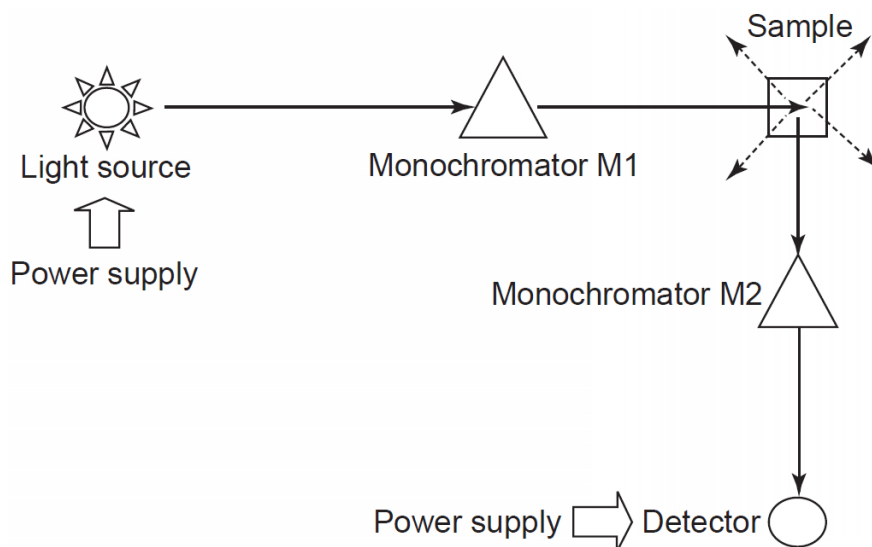 Sample
Light source
Monochromator M1
Power supply
Monochromator M2
Power supply
Detector